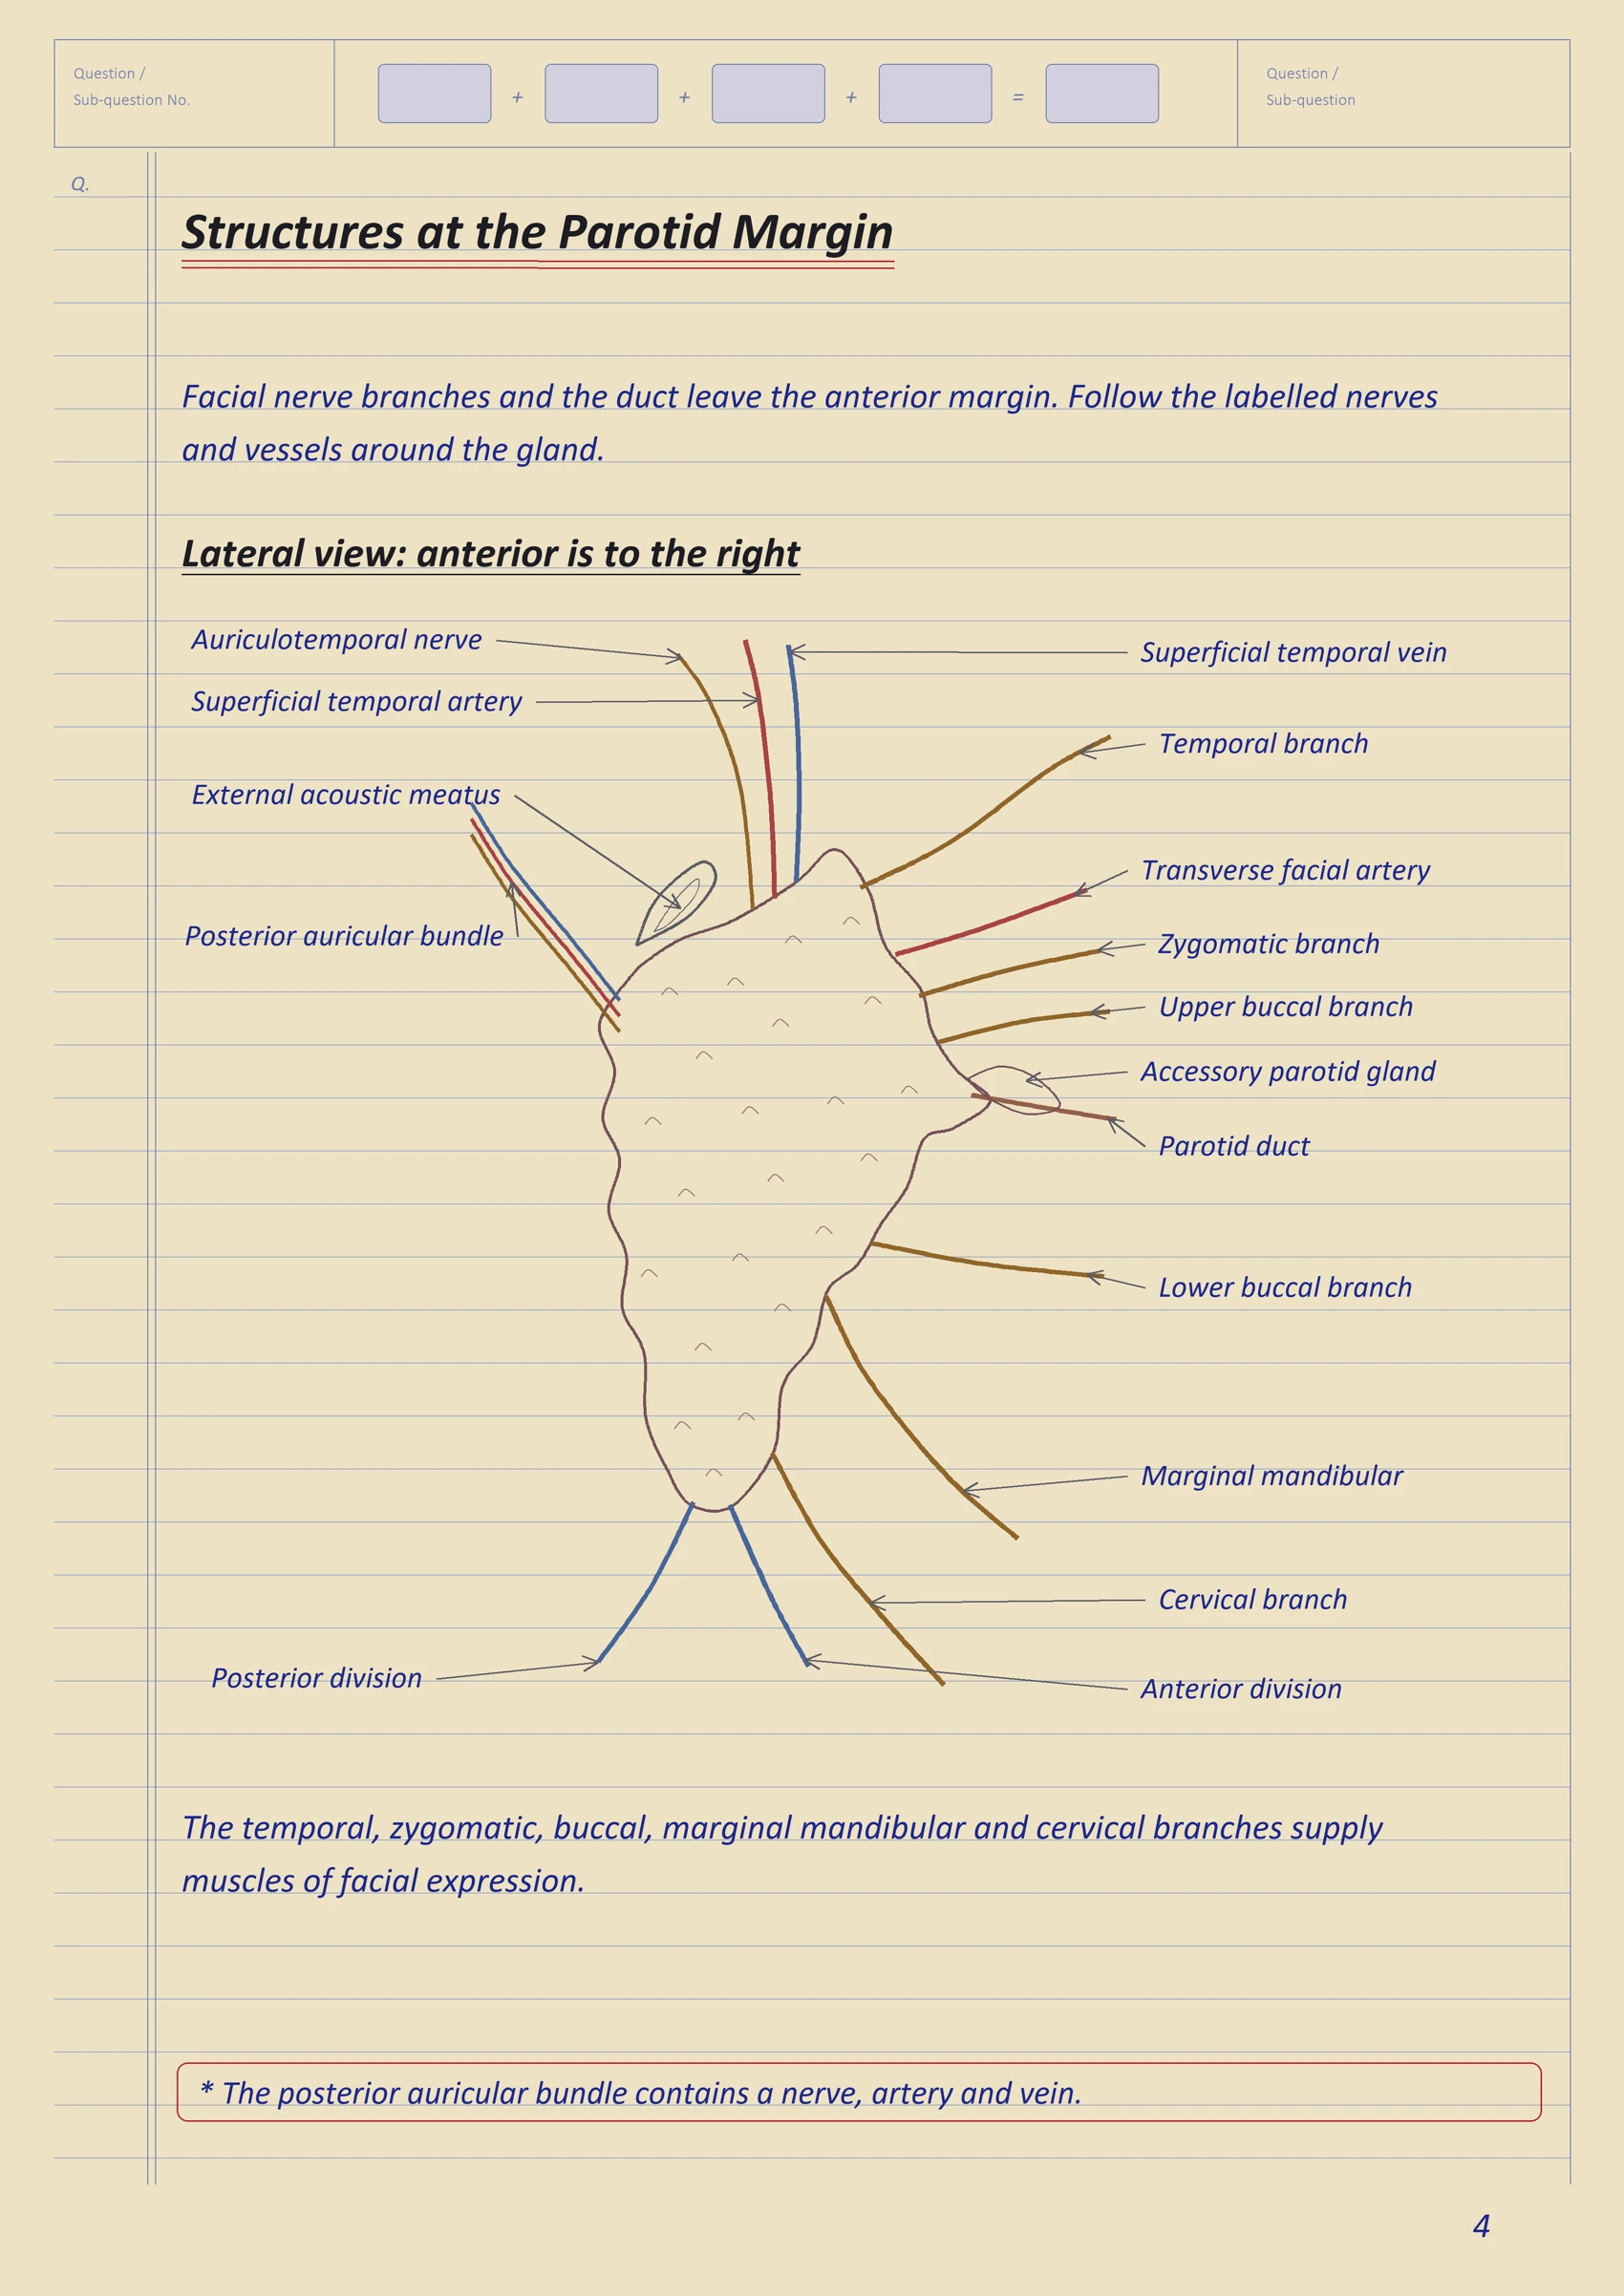 Question /
Sub-question No.
+ + + =
Question /
Sub-question
Q.
Structures at the Parotid Margin
Facial nerve branches and the duct leave the anterior margin. Follow the labelled nerves
and vessels around the gland.
Lateral view: anterior is to the right
Auriculotemporal nerve
Superficial temporal vein
Superficial temporal artery
Temporal branch
External acoustic meatus
Transverse facial artery
Posterior auricular bundle
Zygomatic branch
Upper buccal branch
Accessory parotid gland
Parotid duct
Lower buccal branch
Marginal mandibular
Cervical branch
Posterior division
Anterior division
The temporal, zygomatic, buccal, marginal mandibular and cervical branches supply
muscles of facial expression.
* The posterior auricular bundle contains a nerve, artery and vein.
4